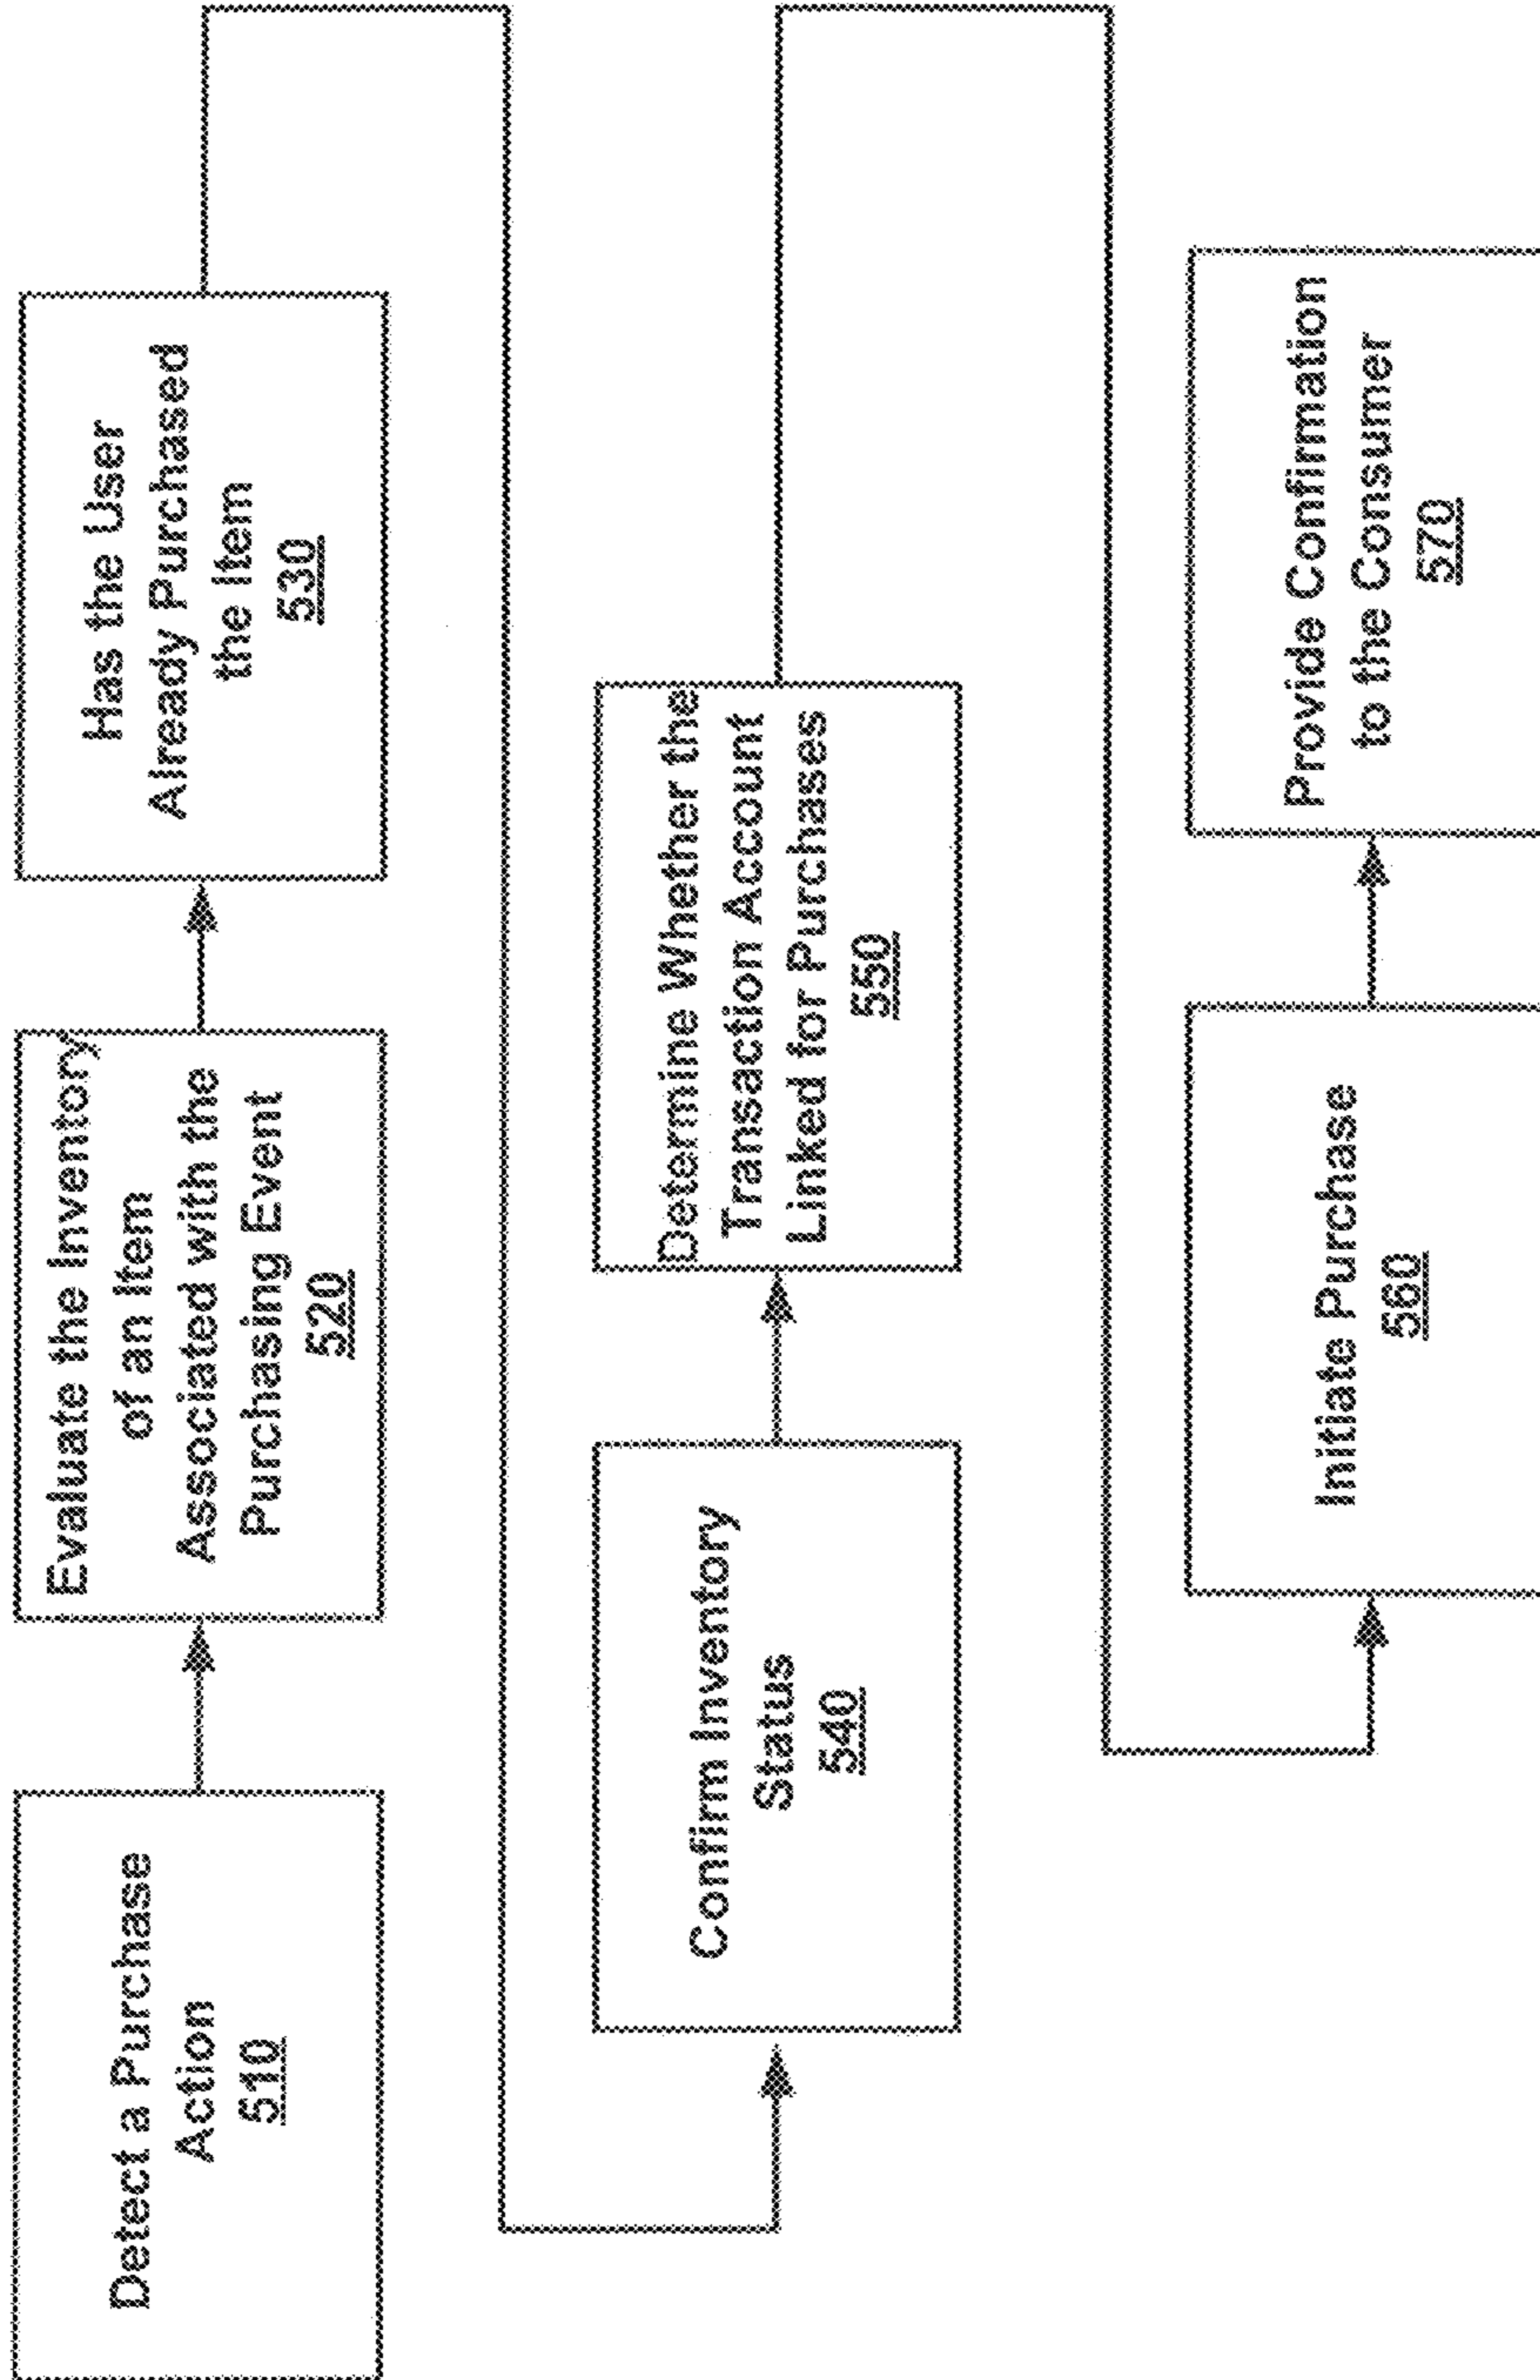 Detect a Purchase
Action
510
Evaluate the Inventory
of an Item
Associated with the
Purchasing Event
520
Has the User
Already Purchased
the Item
530
Confirm Inventory
Status
540
Determine Whether the
Transaction Account
Linked for Purchases
550
Initiate Purchase
560
Provide Confirmation
to the Consumer
570